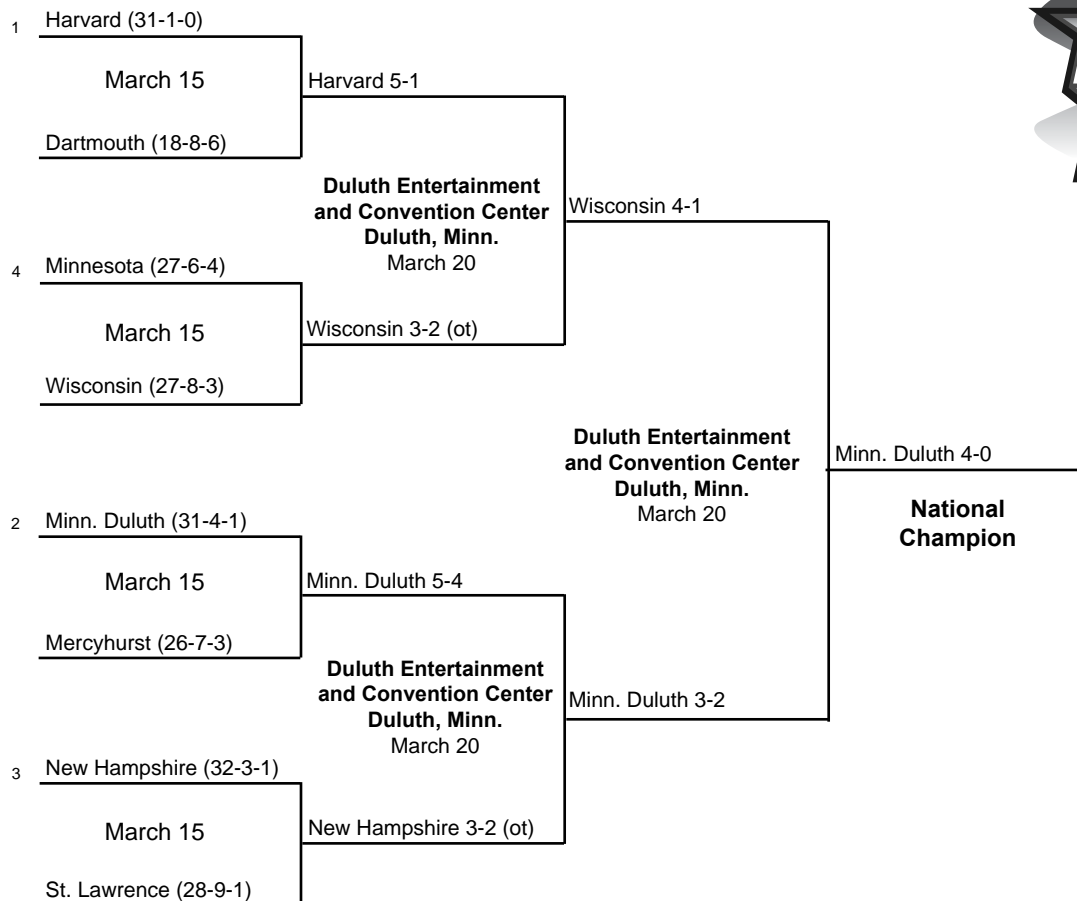 1
Harvard (31-1-0)
March 15
Dartmouth (18-8-6)
Harvard 5-1
Duluth Entertainment
and Convention Center
Duluth, Minn.
March 20
Wisconsin 4-1
4
Minnesota (27-6-4)
March 15
Wisconsin (27-8-3)
Wisconsin 3-2 (ot)
Duluth Entertainment
and Convention Center
Duluth, Minn.
March 20
Minn. Duluth 4-0
National
Champion
2
Minn. Duluth (31-4-1)
March 15
Mercyhurst (26-7-3)
Minn. Duluth 5-4
Duluth Entertainment
and Convention Center
Duluth, Minn.
March 20
Minn. Duluth 3-2
3
New Hampshire (32-3-1)
March 15
St. Lawrence (28-9-1)
New Hampshire 3-2 (ot)